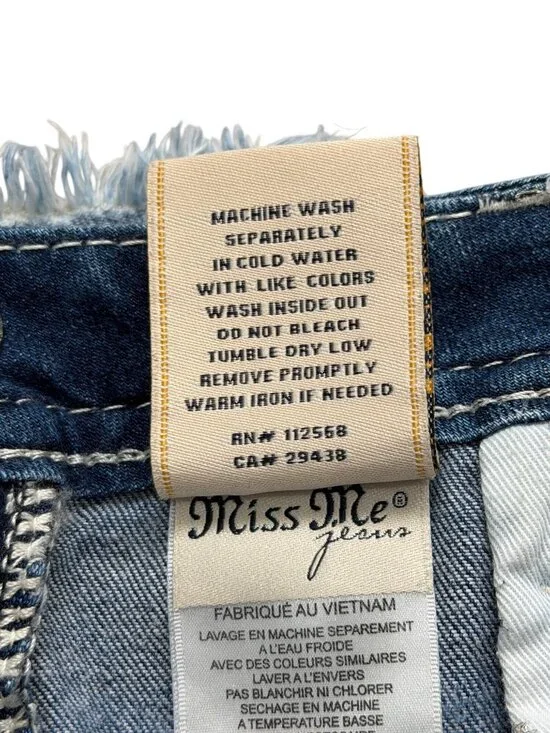 MACHINE WASH
SEPARATELY
IN COLD WATER
WITH LIKE COLORS
WASH INSIDE OUT
DO NOT BLEACH
TUMBLE DRY LOW
REMOVE PROMPTLY
WARM IRON IF NEEDED
RN# 112568
CA# 29438
Miss Me®
jeans
FABRIQUÉ AU VIETNAM
LAVAGE EN MACHINE SEPAREMENT
A L'EAU FROIDE
AVEC DES COULEURS SIMILAIRES
LAVER A L'ENVERS
PAS BLANCHIR NI CHLORER
SECHAGE EN MACHINE
A TEMPERATURE BASSE